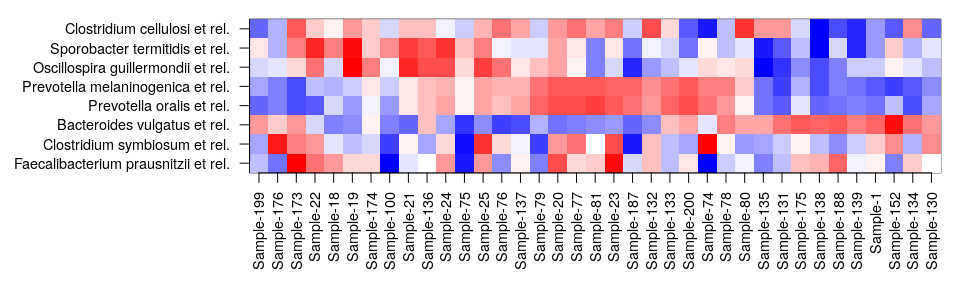 Clostridium cellulosi et rel.
Sporobacter termitidis et rel.
Oscillospira guillermondii et rel.
Prevotella melaninogenica et rel.
Prevotella oralis et rel.
Bacteroides vulgatus et rel.
Clostridium symbiosum et rel.
Faecalibacterium prausnitzii et rel.
Sample-199
Sample-176
Sample-173
Sample-22
Sample-18
Sample-19
Sample-174
Sample-100
Sample-21
Sample-136
Sample-24
Sample-75
Sample-25
Sample-76
Sample-137
Sample-79
Sample-20
Sample-77
Sample-81
Sample-23
Sample-187
Sample-132
Sample-133
Sample-200
Sample-74
Sample-78
Sample-80
Sample-135
Sample-131
Sample-175
Sample-138
Sample-188
Sample-139
Sample-1
Sample-152
Sample-134
Sample-130